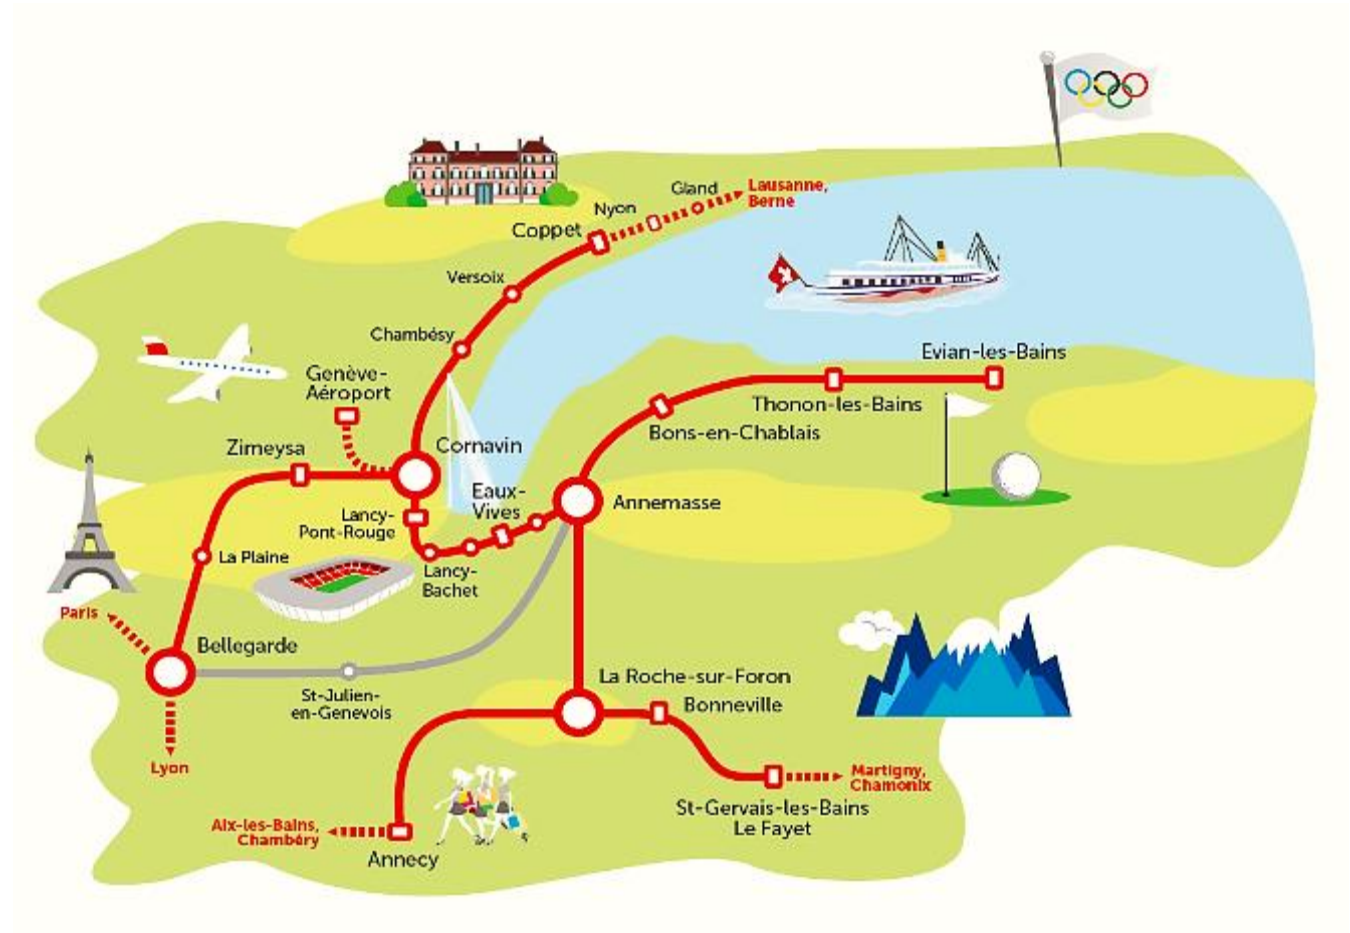 Gland
Lausanne,
Berne
Nyon
Coppet
Versoix
Chambésy
Genève-
Aéroport
Evian-les-Bains
Thonon-les-Bains
Bons-en-Chablais
Zimeysa
Cornavin
Eaux-
Vives
Annemasse
Lancy-
Pont-Rouge
La Plaine
Lancy-
Bachet
Paris
Bellegarde
St-Julien-
en-Genevois
La Roche-sur-Foron
Bonneville
Lyon
Martigny,
Chamonix
St-Gervais-les-Bains
Le Fayet
Aix-les-Bains,
Chambéry
Annecy